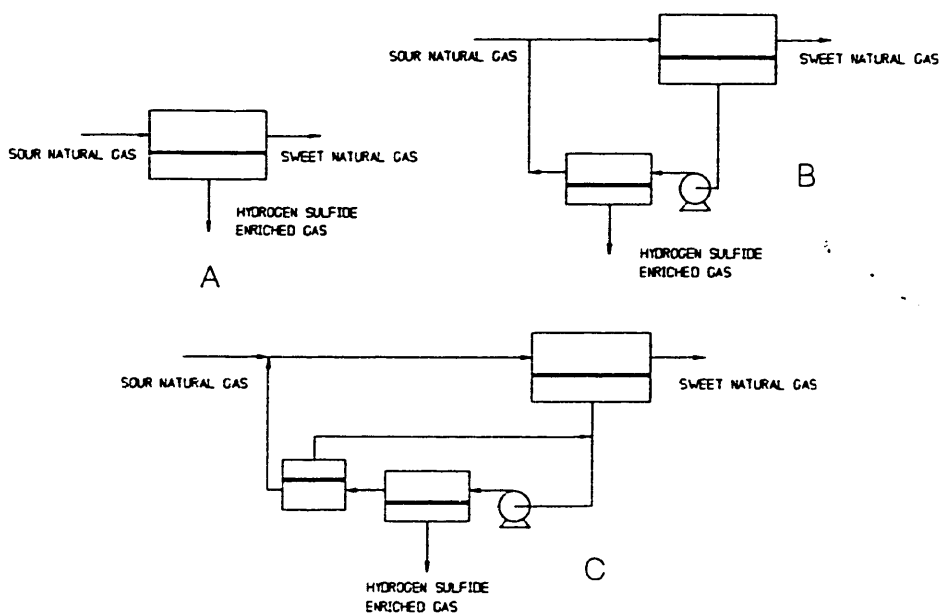 SOUR NATURAL GAS
SWEET NATURAL GAS
HYDROGEN SULFIDE
ENRICHED GAS
A
SOUR NATURAL GAS
SWEET NATURAL GAS
HYDROGEN SULFIDE
ENRICHED GAS
B
SOUR NATURAL GAS
SWEET NATURAL GAS
HYDROGEN SULFIDE
ENRICHED GAS
C